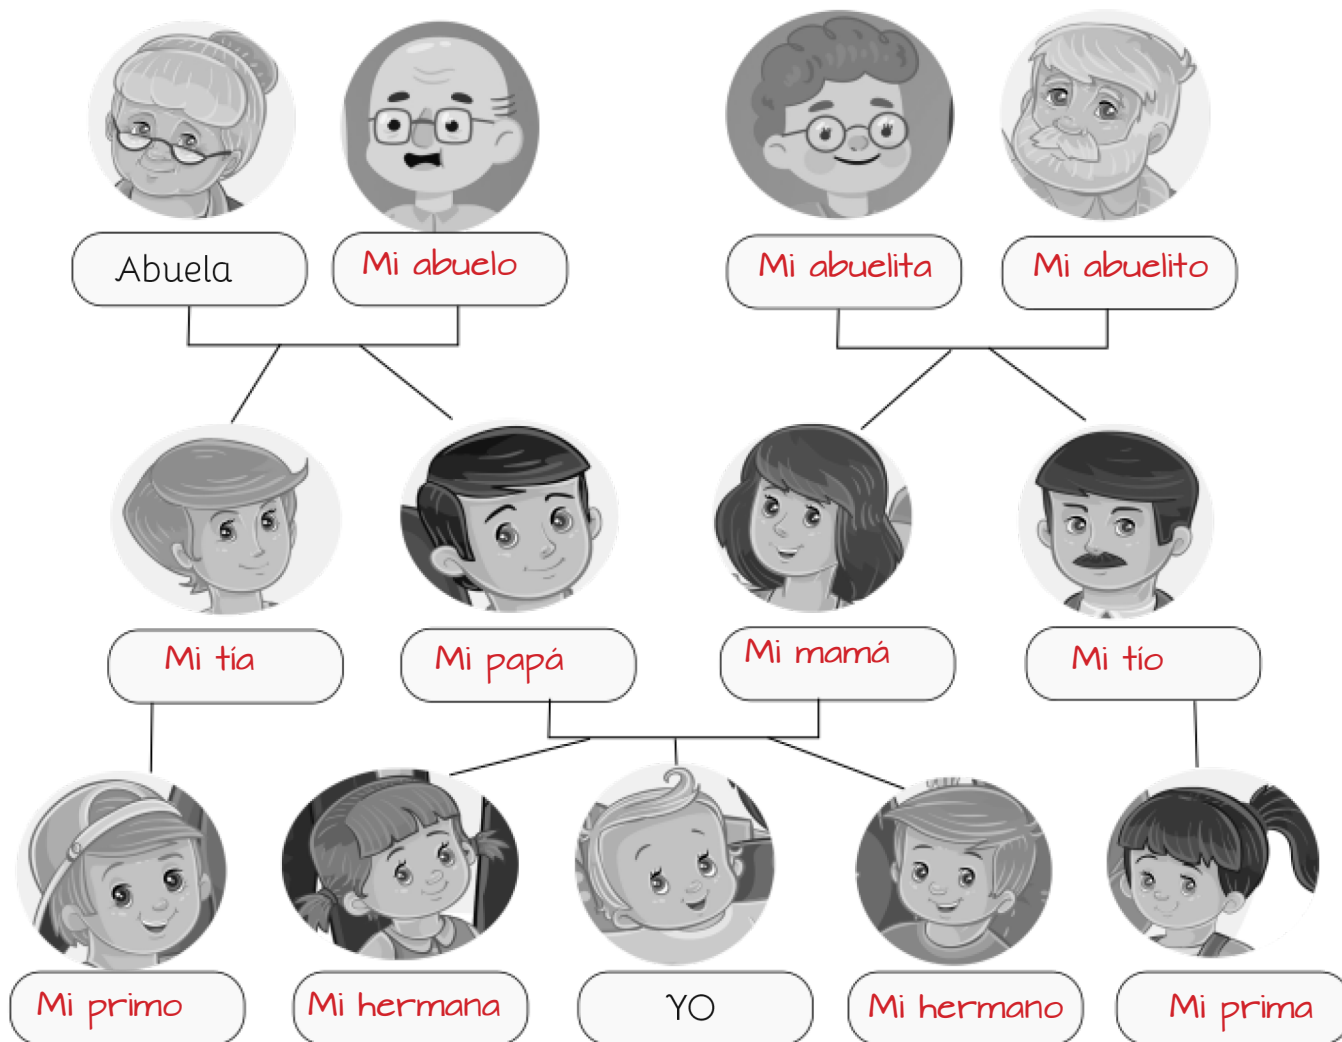 Abuela
Mi abuelo
Mi abuelita
Mi abuelito
Mi tía
Mi papá
Mi mamá
Mi tío
Mi primo
Mi hermana
YO
Mi hermano
Mi prima